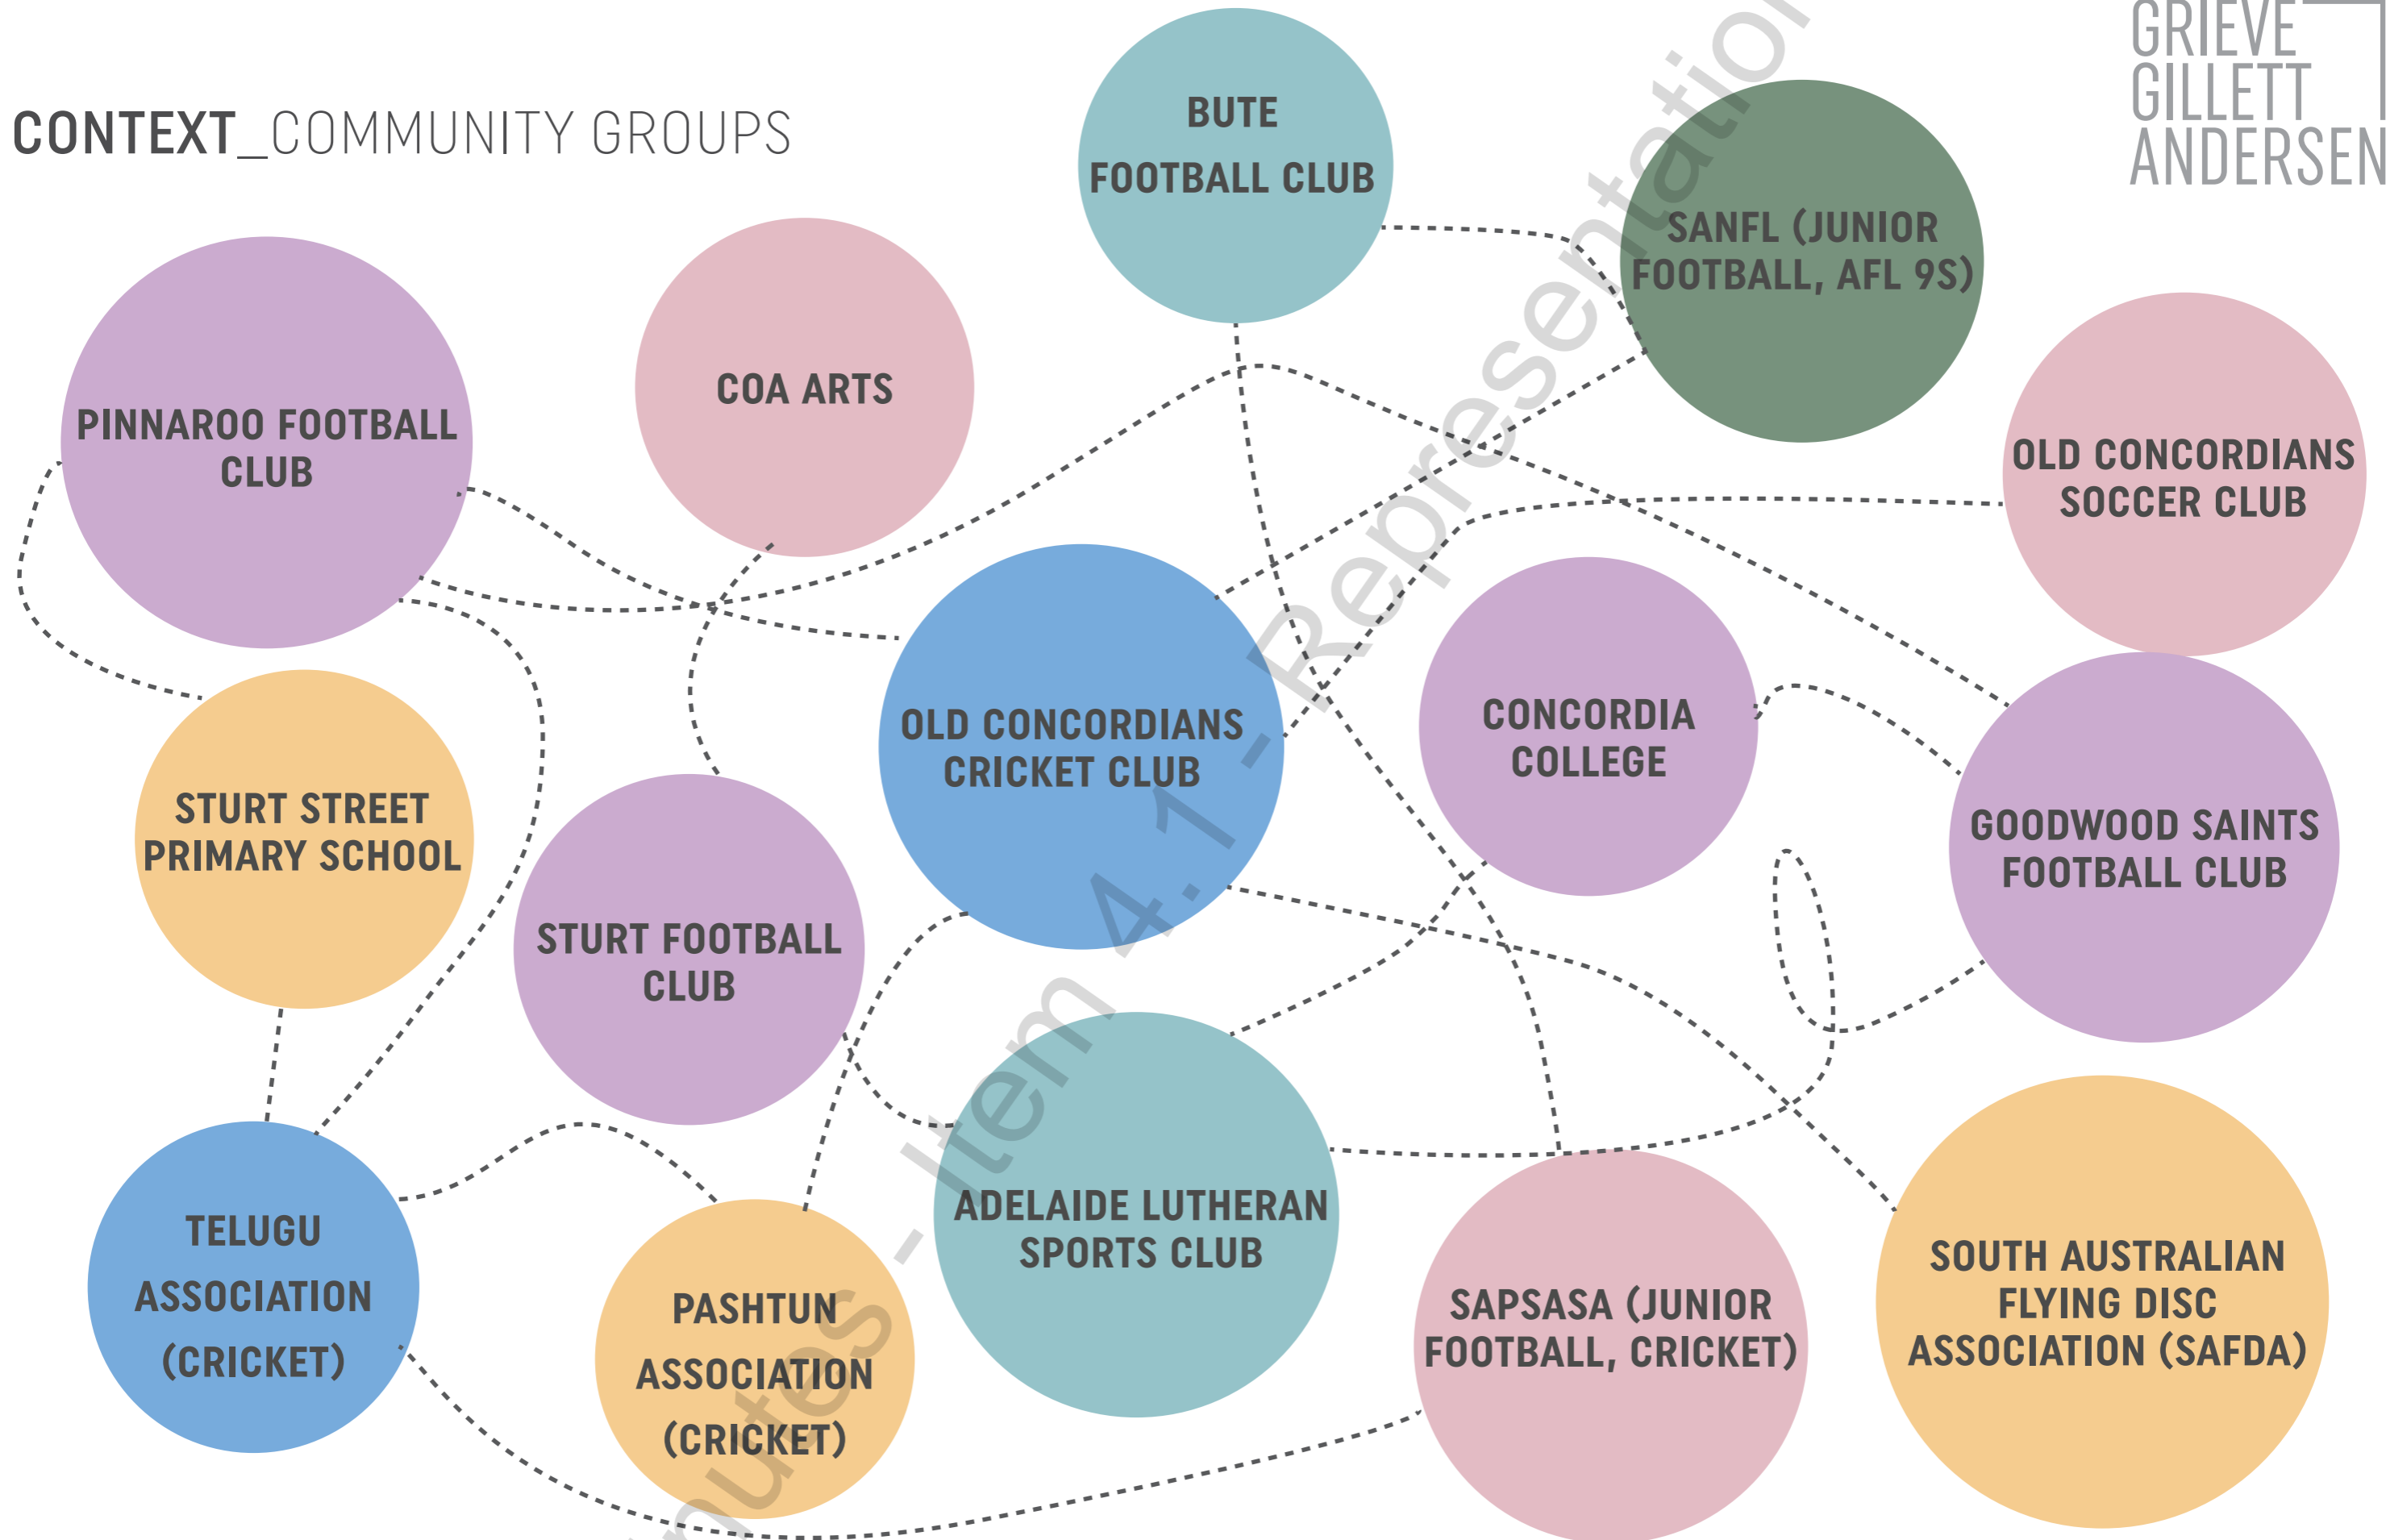 CONTEXT_COMMUNITY GROUPS
GRIEVE
GILLETT
ANDERSEN
BUTE
FOOTBALL CLUB
SANFL (JUNIOR
FOOTBALL, AFL 9S)
PINNAROO FOOTBALL
CLUB
COA ARTS
OLD CONCORDIANS
SOCCER CLUB
OLD CONCORDIANS
CRICKET CLUB
CONCORDIA
COLLEGE
STURT STREET
PRIMARY SCHOOL
GOODWOOD SAINTS
FOOTBALL CLUB
STURT FOOTBALL
CLUB
TELUGU
ASSOCIATION
(CRICKET)
PASHTUN
ASSOCIATION
(CRICKET)
ADELAIDE LUTHERAN
SPORTS CLUB
SAPSASA (JUNIOR
FOOTBALL, CRICKET)
SOUTH AUSTRALIAN
FLYING DISC
ASSOCIATION (SAFDA)
- Item 4.1 - Representation